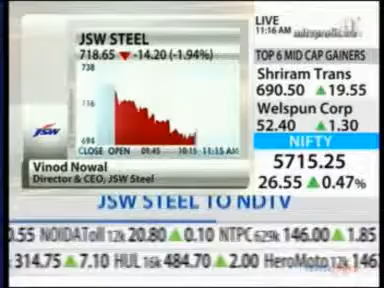 JSW STEEL
718.65 ▼ -14.20 (-1.94%)
738
716
694
CLOSE OPEN 01:45 10:15 11:15 AM
JSW
Vinod Nowal
Director & CEO, JSW Steel
LIVE
11:16 AM
TOP 6 MID CAP GAINERS
Shriram Trans
690.50 ▲ 19.55
Welspun Corp
52.40 ▲ 1.30
NIFTY
5715.25
26.55 ▲ 0.47%
JSW STEEL TO NDTV
0.55 NOIDAToll 12k 20.80 ▲ 0.10 NTPC 629k 146.00 ▲ 1.85
314.75 ▲ 7.10 HUL 16k 484.70 ▲ 2.00 HeroMoto 12k 146